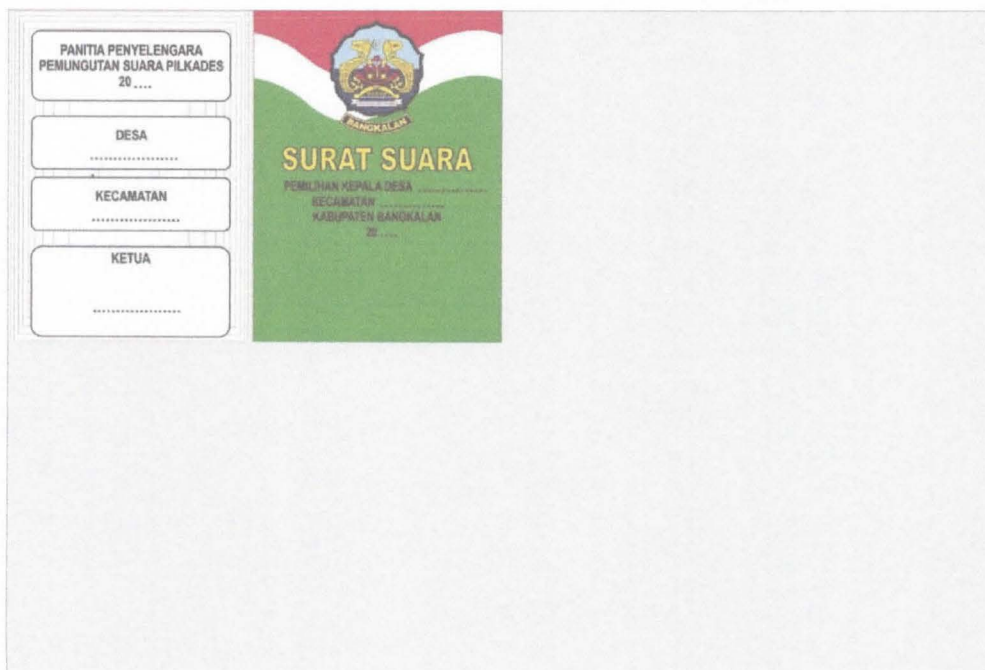 PANITIA PENYELENGARA
PEMUNGUTAN SUARA PILKADES
20 ....
DESA
...................
KECAMATAN
...................
KETUA
...................
BANGKALAN
SURAT SUARA
PEMILIHAN KEPALA DESA ..................
KECAMATAN .................
KABUPATEN BANGKALAN
20 ....